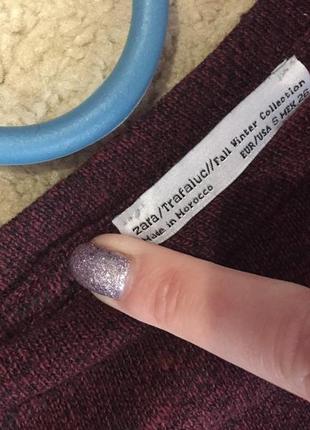 Zara/Trafaluc//Fall Winter Collection
Made in Morocco
EUR/USA S MEX 26